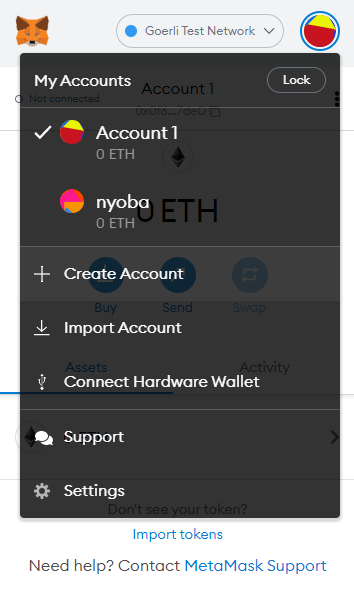 Goerli Test Network
My Accounts
Lock
Account 1
Not connected
0x0f6...7deD
Account 1
0 ETH
nyoba
0 ETH
0 ETH
Create Account
Buy
Send
Swap
Import Account
Assets
Activity
Connect Hardware Wallet
Support
Settings
Don't see your token?
Import tokens
Need help? Contact MetaMask Support